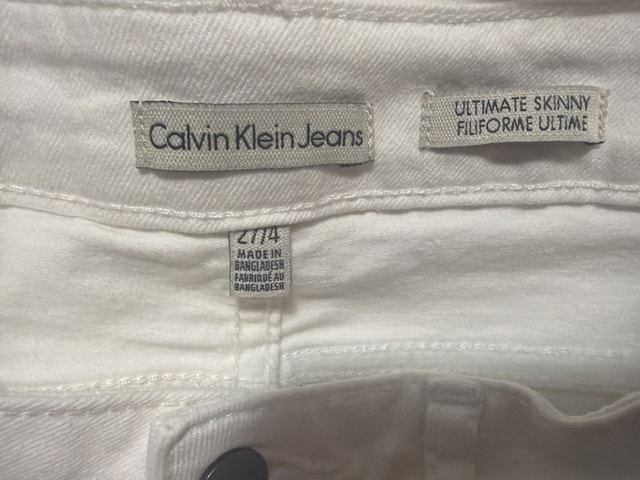 Calvin Klein Jeans
ULTIMATE SKINNY
FILIFORME ULTIME
27/4
MADE IN
BANGLADESH
FABRIQUÉ AU
BANGLADESH